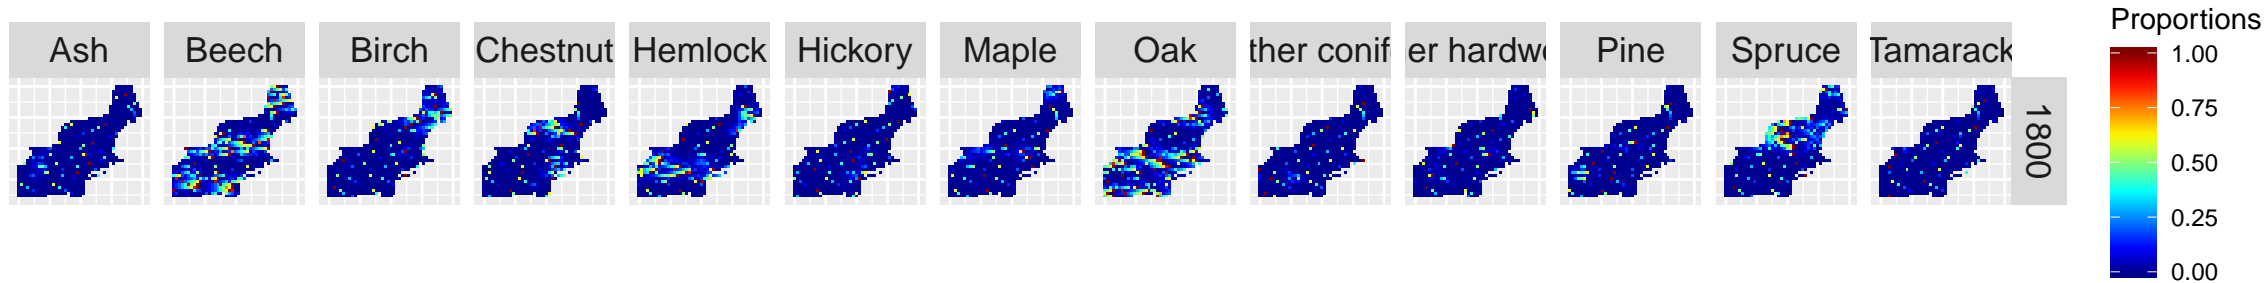 Ash
Beech
Birch
Chestnut
Hemlock
Hickory
Maple
Oak
ther conif
er hardw
Pine
Spruce
Tamarack
1800
Proportions
1.00
0.75
0.50
0.25
0.00